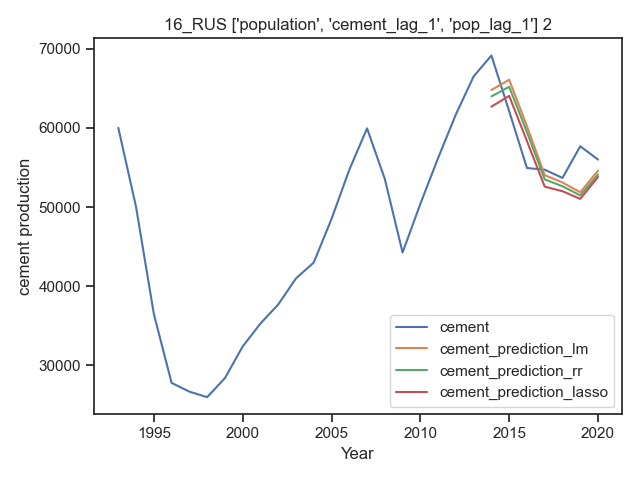 16_RUS ['population', 'cement_lag_1', 'pop_lag_1'] 2
70000
60000
50000
40000
30000
cement production
1995
2000
2005
2010
2015
2020
Year
cement
cement_prediction_lm
cement_prediction_rr
cement_prediction_lasso